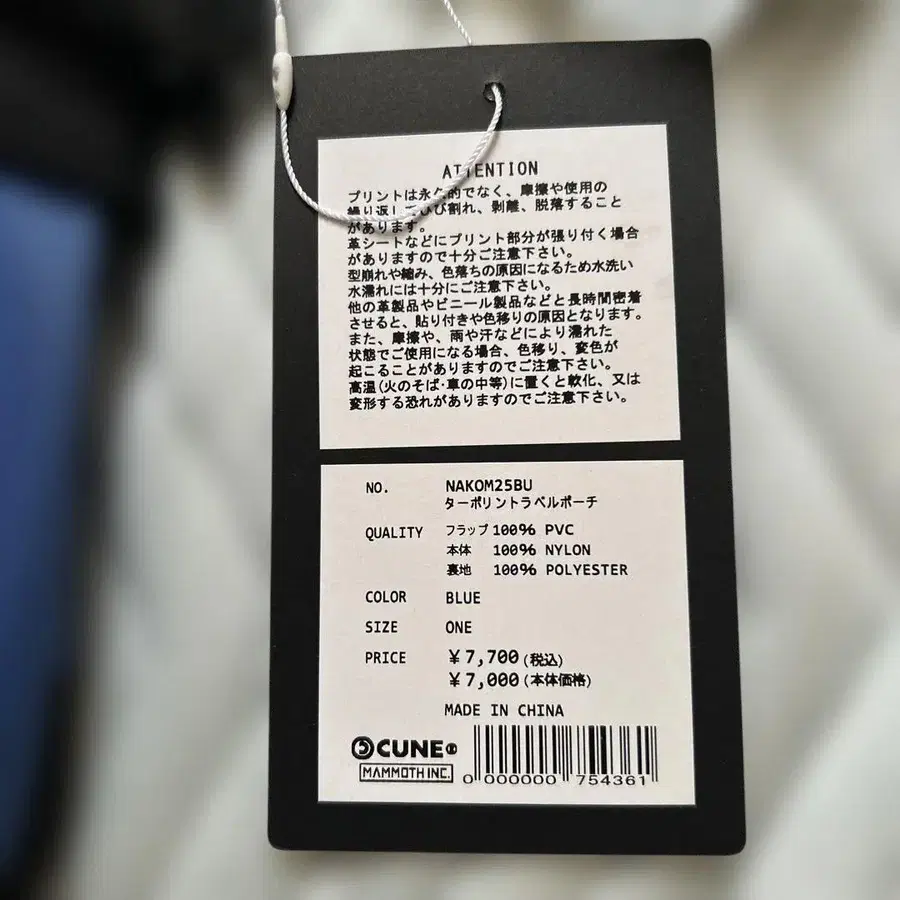 ATTENTION
プリントは永久的でなく、摩擦や使用の
繰り返しでひび割れ、剥離、脱落すること
があります。
革シートなどにプリント部分が張り付く場合
がありますので十分ご注意下さい。
型崩れや縮み、色落ちの原因になるため水洗い
水濡れには十分にご注意下さい。
他の革製品やビニール製品などと長時間密着
させると、貼り付きや色移りの原因となります。
また、摩擦や、雨や汗などにより濡れた
状態でご使用になる場合、色移り、変色が
起こることがありますのでご注意下さい。
高温(火のそば・車の中等)に置くと軟化、又は
変形する恐れがありますのでご注意下さい。
NO. NAKOM25BU
ターポリントラベルポーチ
QUALITY フラップ 100% PVC
本体 100% NYLON
裏地 100% POLYESTER
COLOR BLUE
SIZE ONE
PRICE ¥7,700(税込)
¥7,000(本体価格)
MADE IN CHINA
CUNE®
MAMMOTH INC.
0 000000 754361